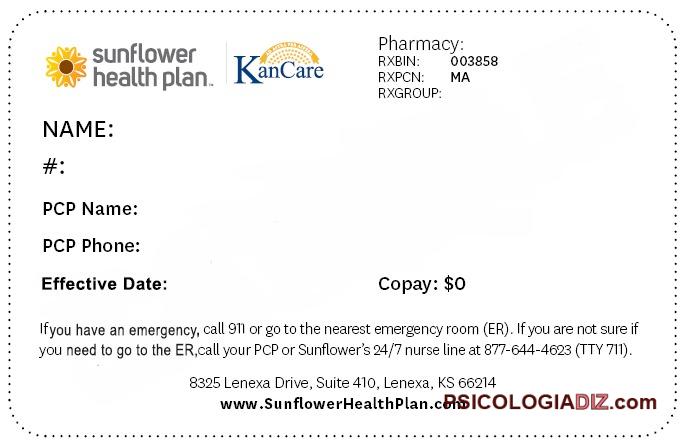 sunflower
health plan™
KanCare
Pharmacy:
RXBIN: 003858
RXPCN: MA
RXGROUP:
NAME:
#:
PCP Name:
PCP Phone:
Effective Date:
Copay: $0
If you have an emergency, call 911 or go to the nearest emergency room (ER). If you are not sure if
you need to go to the ER,call your PCP or Sunflower's 24/7 nurse line at 877-644-4623 (TTY 711).
8325 Lenexa Drive, Suite 410, Lenexa, KS 66214
www.SunflowerHealthPlan.com
PSICOLOGIADIZ.com